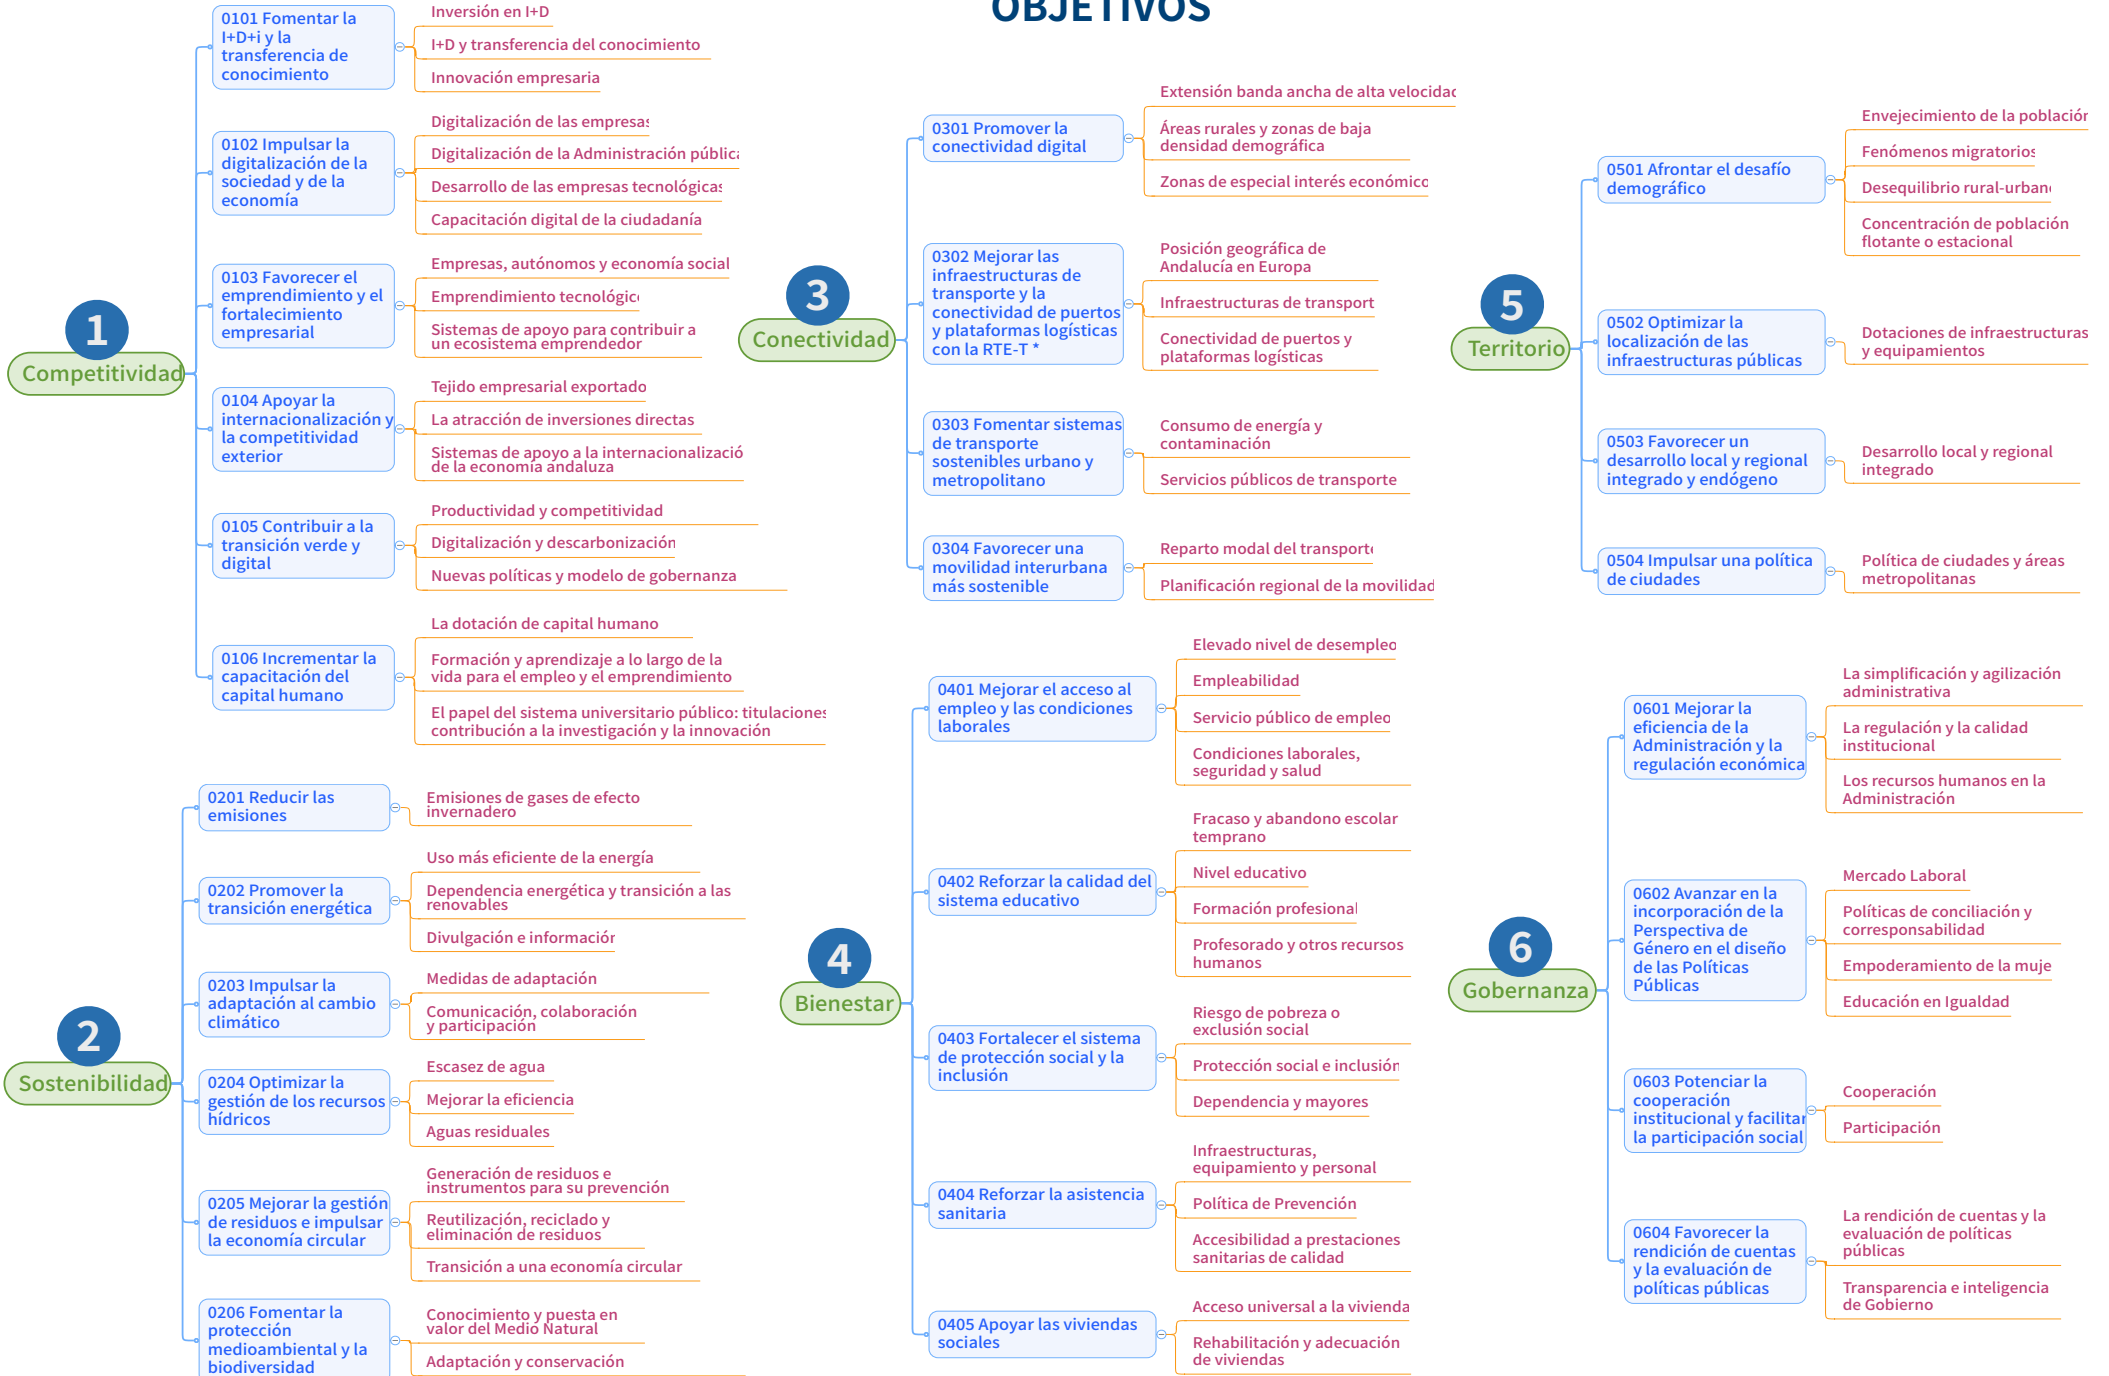 OBJETIVOS
1
Competitividad
0101 Fomentar la
I+D+i y la
transferencia de
conocimiento
Inversión en I+D
I+D y transferencia del conocimiento
Innovación empresaria
0102 Impulsar la
digitalización de la
sociedad y de la
economía
Digitalización de las empresas
Digitalización de la Administración pública
Desarrollo de las empresas tecnológicas
Capacitación digital de la ciudadanía
0103 Favorecer el
emprendimiento y el
fortalecimiento
empresarial
Empresas, autónomos y economía social
Emprendimiento tecnológico
Sistemas de apoyo para contribuir a
un ecosistema emprendedor
0104 Apoyar la
internacionalización y
la competitividad
exterior
Tejido empresarial exportado
La atracción de inversiones directas
Sistemas de apoyo a la internacionalizació
de la economía andaluza
0105 Contribuir a la
transición verde y
digital
Productividad y competitividad
Digitalización y descarbonización
Nuevas políticas y modelo de gobernanza
0106 Incrementar la
capacitación del
capital humano
La dotación de capital humano
Formación y aprendizaje a lo largo de la
vida para el empleo y el emprendimiento
El papel del sistema universitario público: titulaciones
contribución a la investigación y la innovación
2
Sostenibilidad
0201 Reducir las
emisiones
Emisiones de gases de efecto
invernadero
0202 Promover la
transición energética
Uso más eficiente de la energía
Dependencia energética y transición a las
renovables
Divulgación e información
0203 Impulsar la
adaptación al cambio
climático
Medidas de adaptación
Comunicación, colaboración
y participación
0204 Optimizar la
gestión de los recursos
hídricos
Escasez de agua
Mejorar la eficiencia
Aguas residuales
0205 Mejorar la gestión
de residuos e impulsar
la economía circular
Generación de residuos e
instrumentos para su prevención
Reutilización, reciclado y
eliminación de residuos
Transición a una economía circular
0206 Fomentar la
protección
medioambiental y la
biodiversidad
Conocimiento y puesta en
valor del Medio Natural
Adaptación y conservación
3
Conectividad
0301 Promover la
conectividad digital
Extensión banda ancha de alta velocidad
Áreas rurales y zonas de baja
densidad demográfica
Zonas de especial interés económico
0302 Mejorar las
infraestructuras de
transporte y la
conectividad de puertos
y plataformas logísticas
con la RTE-T *
Posición geográfica de
Andalucía en Europa
Infraestructuras de transport
Conectividad de puertos y
plataformas logísticas
0303 Fomentar sistemas
de transporte
sostenibles urbano y
metropolitano
Consumo de energía y
contaminación
Servicios públicos de transporte
0304 Favorecer una
movilidad interurbana
más sostenible
Reparto modal del transporte
Planificación regional de la movilidad
4
Bienestar
0401 Mejorar el acceso al
empleo y las condiciones
laborales
Elevado nivel de desempleo
Empleabilidad
Servicio público de empleo
Condiciones laborales,
seguridad y salud
0402 Reforzar la calidad del
sistema educativo
Fracaso y abandono escolar
temprano
Nivel educativo
Formación profesional
Profesorado y otros recursos
humanos
0403 Fortalecer el sistema
de protección social y la
inclusión
Riesgo de pobreza o
exclusión social
Protección social e inclusión
Dependencia y mayores
0404 Reforzar la asistencia
sanitaria
Infraestructuras,
equipamiento y personal
Política de Prevención
Accesibilidad a prestaciones
sanitarias de calidad
0405 Apoyar las viviendas
sociales
Acceso universal a la vivienda
Rehabilitación y adecuación
de viviendas
5
Territorio
0501 Afrontar el desafío
demográfico
Envejecimiento de la población
Fenómenos migratorios
Desequilibrio rural-urbano
Concentración de población
flotante o estacional
0502 Optimizar la
localización de las
infraestructuras públicas
Dotaciones de infraestructuras
y equipamientos
0503 Favorecer un
desarrollo local y regional
integrado y endógeno
Desarrollo local y regional
integrado
0504 Impulsar una política
de ciudades
Política de ciudades y áreas
metropolitanas
6
Gobernanza
0601 Mejorar la
eficiencia de la
Administración y la
regulación económica
La simplificación y agilización
administrativa
La regulación y la calidad
institucional
Los recursos humanos en la
Administración
0602 Avanzar en la
incorporación de la
Perspectiva de
Género en el diseño
de las Políticas
Públicas
Mercado Laboral
Políticas de conciliación y
corresponsabilidad
Empoderamiento de la muje
Educación en Igualdad
0603 Potenciar la
cooperación
institucional y facilitar
la participación social
Cooperación
Participación
0604 Favorecer la
rendición de cuentas
y la evaluación de
políticas públicas
La rendición de cuentas y la
evaluación de políticas
públicas
Transparencia e inteligencia
de Gobierno